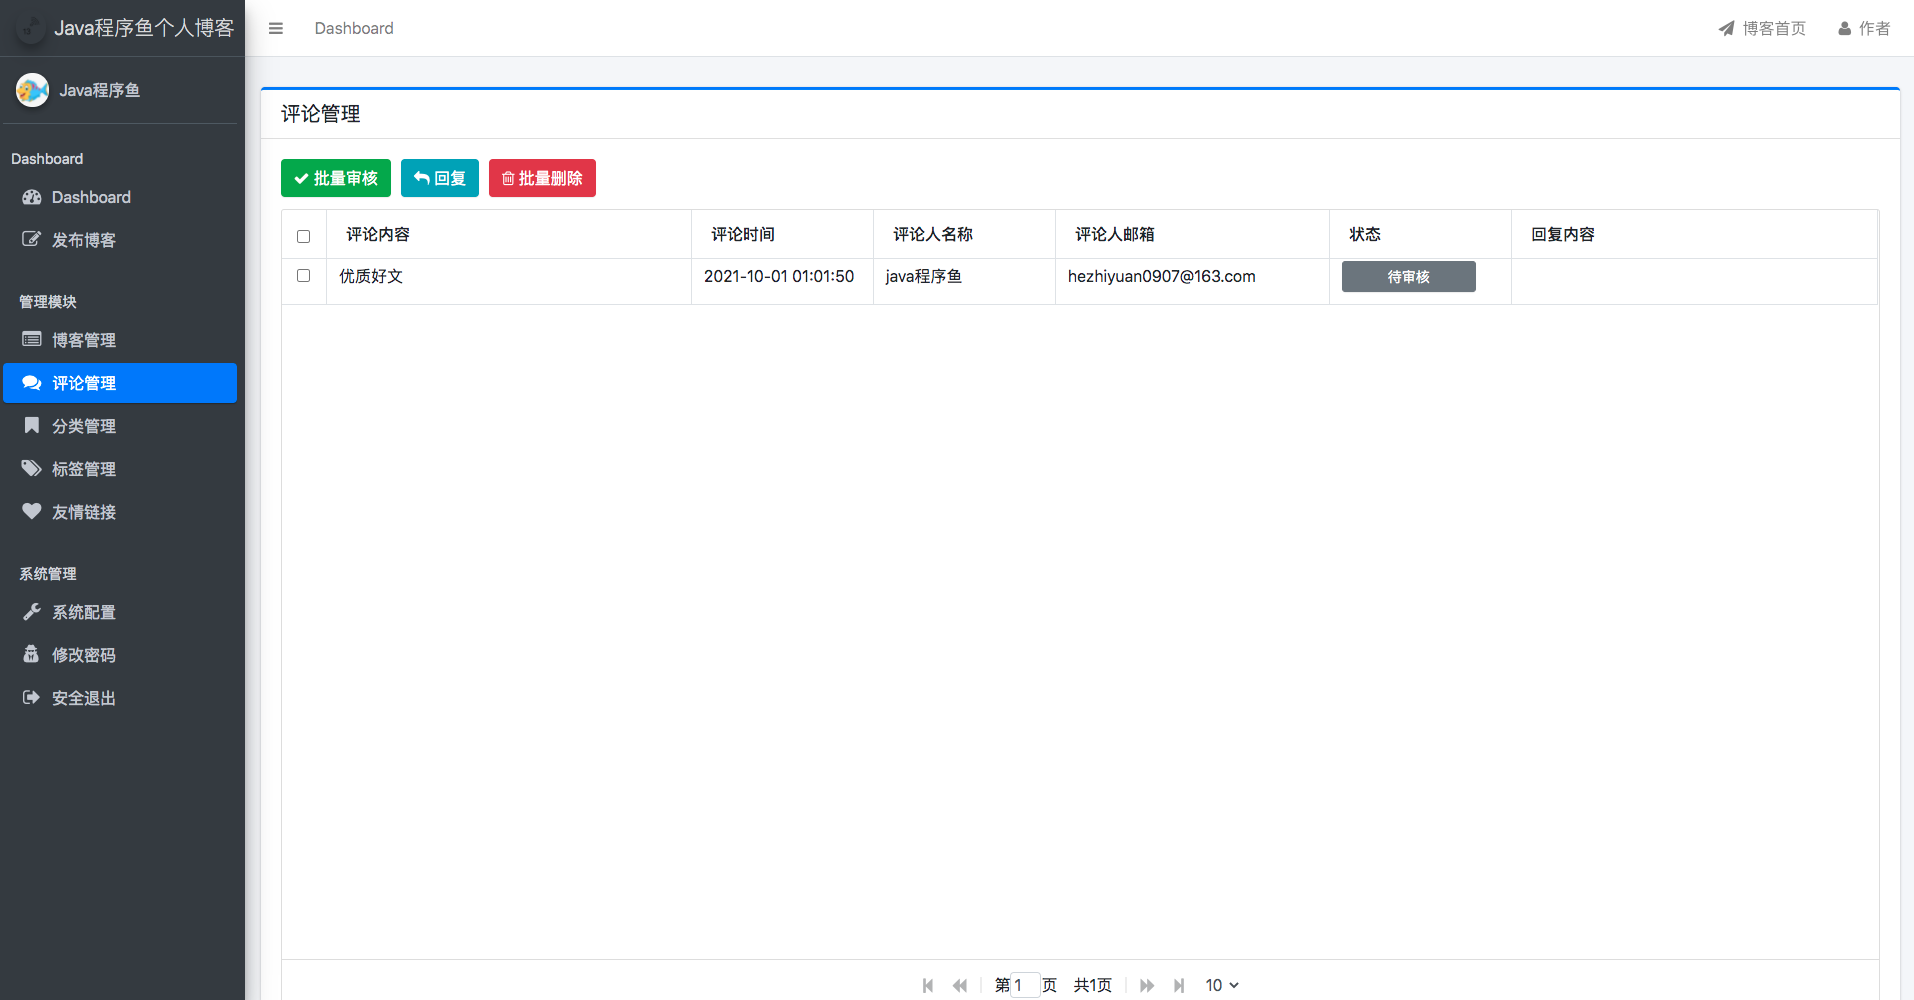 Java程序鱼个人博客
Dashboard
博客首页
作者
Java程序鱼
评论管理
Dashboard
Dashboard
发布博客
管理模块
博客管理
评论管理
分类管理
标签管理
友情链接
系统管理
系统配置
修改密码
安全退出
批量审核 回复 批量删除
评论内容 评论时间 评论人名称 评论人邮箱 状态 回复内容
优质好文 2021-10-01 01:01:50 java程序鱼 hezhiyuan0907@163.com 待审核
第 1 页 共1页 10